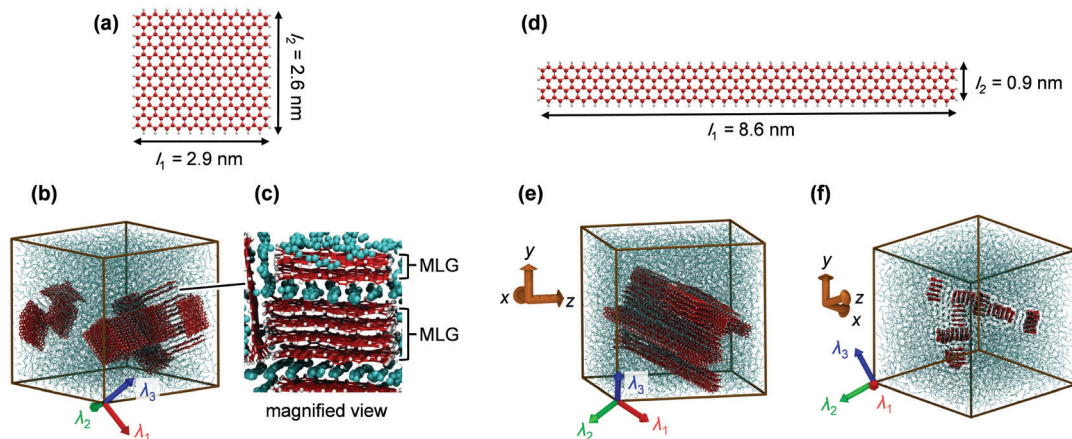 (a)
l₂ = 2.6 nm
l₁ = 2.9 nm
(d)
l₂ = 0.9 nm
l₁ = 8.6 nm
(b)
λ₃
λ₂
λ₁
(c)
MLG
MLG
magnified view
(e)
y
x
z
λ₃
λ₂
λ₁
(f)
y
x
λ₃
λ₂
λ₁